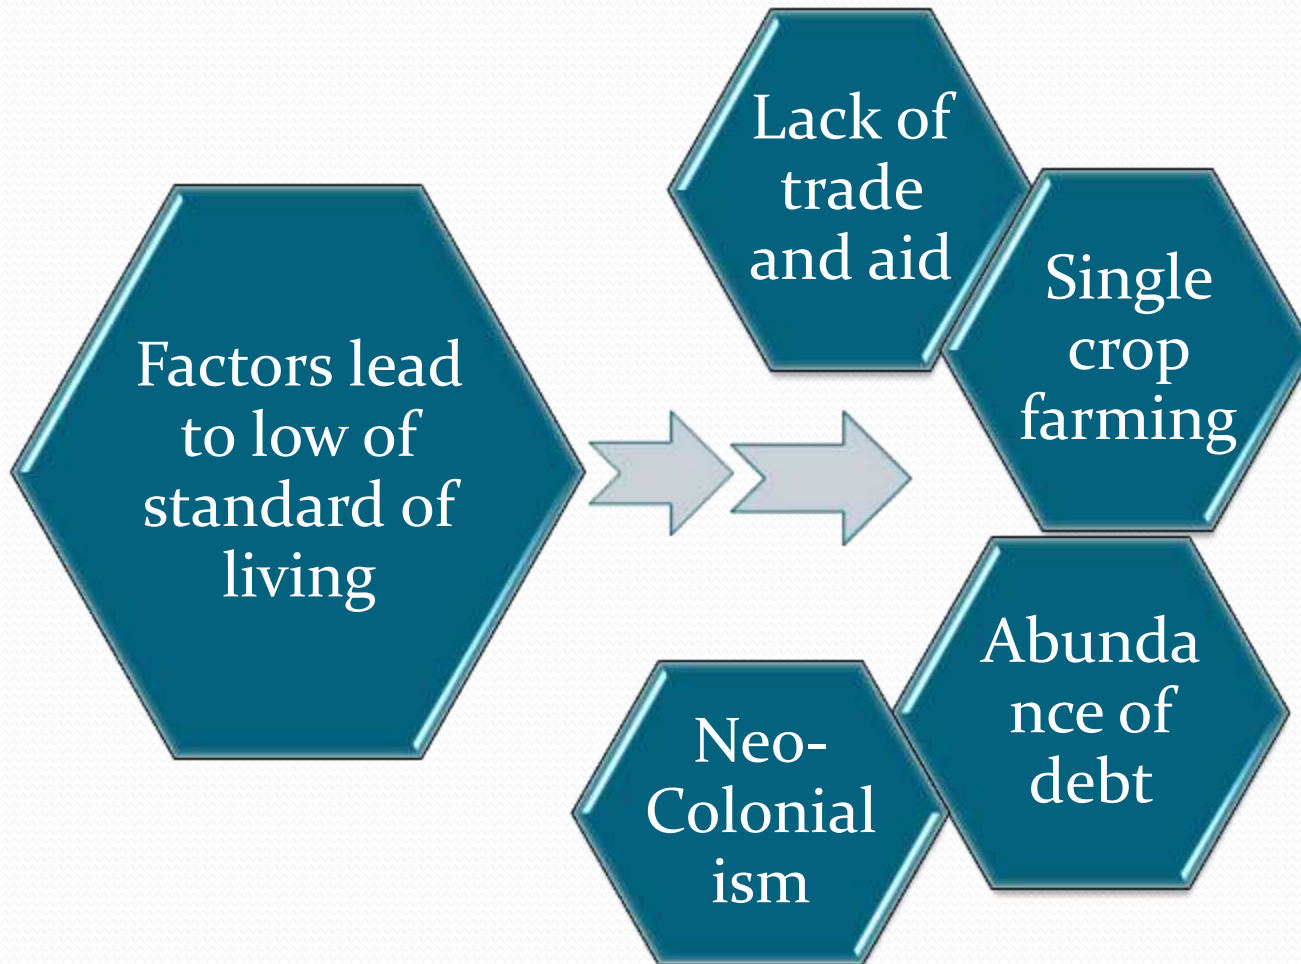 Factors lead
to low of
standard of
living
Lack of
trade
and aid
Single
crop
farming
Abunda
nce of
debt
Neo-
Colonial
ism